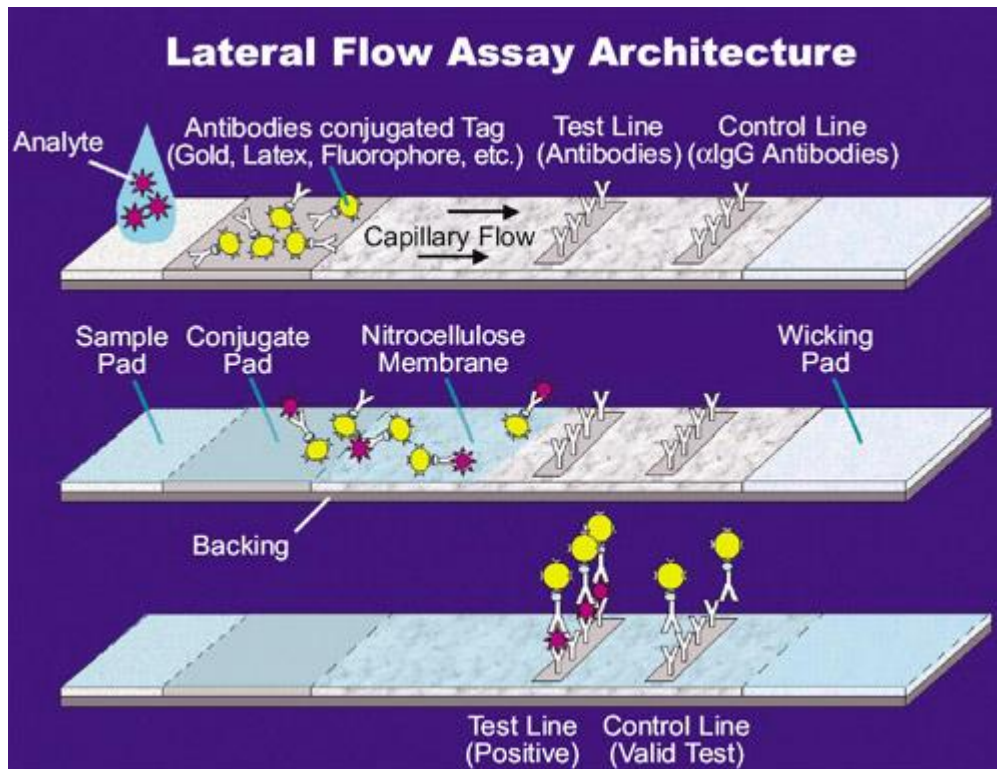 Lateral Flow Assay Architecture
Analyte
Antibodies conjugated Tag
(Gold, Latex, Fluorophore, etc.)
Test Line
(Antibodies)
Control Line
(αIgG Antibodies)
Capillary Flow
Sample
Pad
Conjugate
Pad
Nitrocellulose
Membrane
Wicking
Pad
Backing
Test Line
(Positive)
Control Line
(Valid Test)